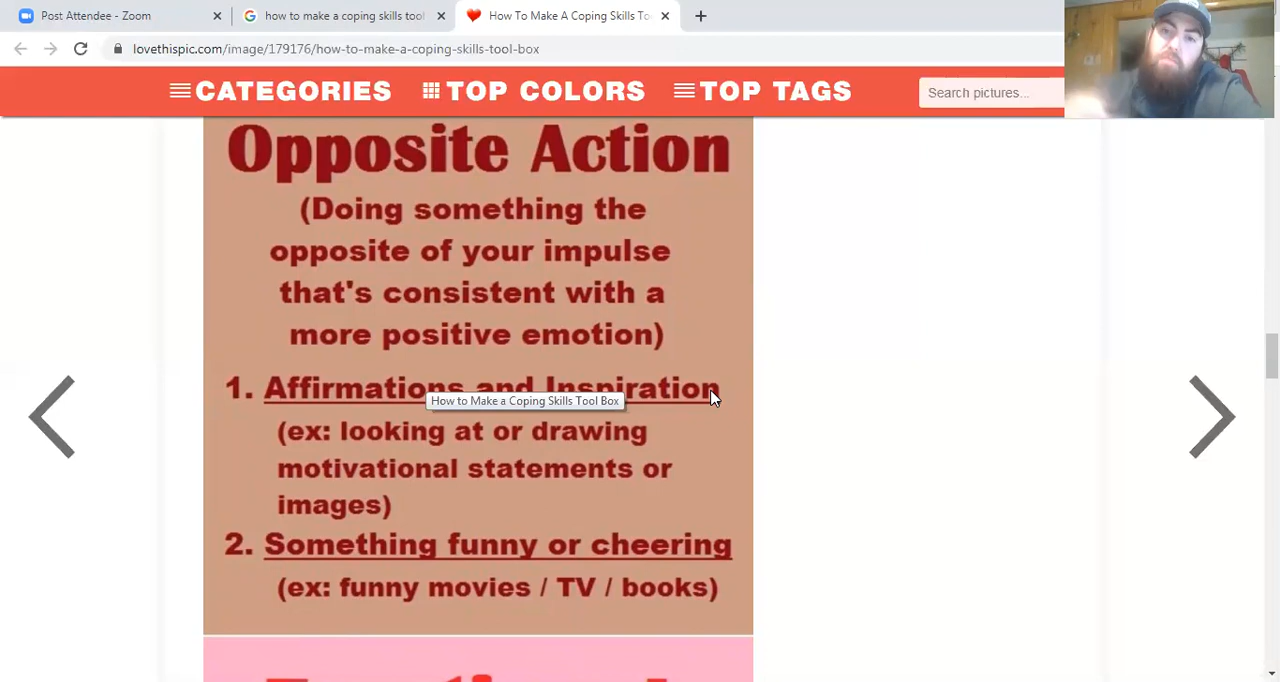 Post Attendee - Zoom
how to make a coping skills tool
How To Make A Coping Skills To
lovethispic.com/image/179176/how-to-make-a-coping-skills-tool-box
CATEGORIES
TOP COLORS
TOP TAGS
Search pictures...
Opposite Action
(Doing something the
opposite of your impulse
that's consistent with a
more positive emotion)
1. Affirmations and Inspiration
How to Make a Coping Skills Tool Box
(ex: looking at or drawing
motivational statements or
images)
2. Something funny or cheering
(ex: funny movies / TV / books)